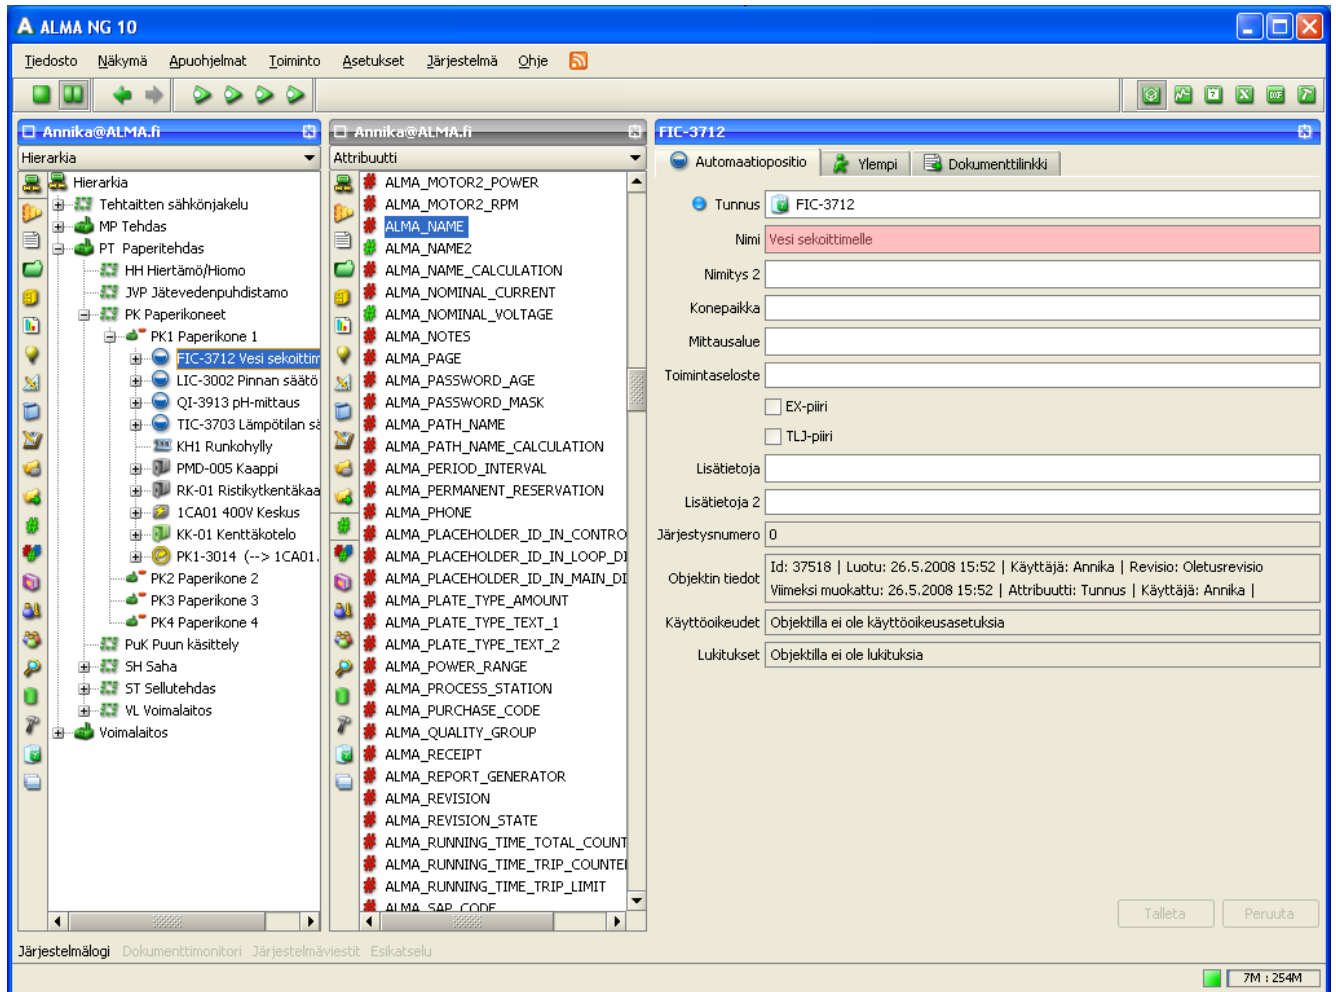 ALMA NG 10
Tiedosto Näkymä Apuohjelmat Toiminto Asetukset Järjestelmä Ohje
Annika@ALMA.fi
Hierarkia
Hierarkia
Tehtaitten sähkönjakelu
MP Tehdas
PT Paperitehdas
HH Hiertämö/Hiomo
JVP Jätevedenpuhdistamo
PK Paperikoneet
PK1 Paperikone 1
FIC-3712 Vesi sekoittim
LIC-3002 Pinnan säätö
QI-3913 pH-mittaus
TIC-3703 Lämpötilan sä
KH1 Runkohylly
PMD-005 Kaappi
RK-01 Ristikytkentäkaa
1CA01 400V Keskus
KK-01 Kenttäkotelo
PK1-3014 (--> 1CA01.
PK2 Paperikone 2
PK3 Paperikone 3
PK4 Paperikone 4
PuK Puun käsittely
SH Saha
ST Sellutehdas
VL Voimalaitos
Voimalaitos
Annika@ALMA.fi
Attribuutti
ALMA_MOTOR2_POWER
ALMA_MOTOR2_RPM
ALMA_NAME
ALMA_NAME2
ALMA_NAME_CALCULATION
ALMA_NOMINAL_CURRENT
ALMA_NOMINAL_VOLTAGE
ALMA_NOTES
ALMA_PAGE
ALMA_PASSWORD_AGE
ALMA_PASSWORD_MASK
ALMA_PATH_NAME
ALMA_PATH_NAME_CALCULATION
ALMA_PERIOD_INTERVAL
ALMA_PERMANENT_RESERVATION
ALMA_PHONE
ALMA_PLACEHOLDER_ID_IN_CONTRO
ALMA_PLACEHOLDER_ID_IN_LOOP_DI
ALMA_PLACEHOLDER_ID_IN_MAIN_DI
ALMA_PLATE_TYPE_AMOUNT
ALMA_PLATE_TYPE_TEXT_1
ALMA_PLATE_TYPE_TEXT_2
ALMA_POWER_RANGE
ALMA_PROCESS_STATION
ALMA_PURCHASE_CODE
ALMA_QUALITY_GROUP
ALMA_RECEIPT
ALMA_REPORT_GENERATOR
ALMA_REVISION
ALMA_REVISION_STATE
ALMA_RUNNING_TIME_TOTAL_COUNT
ALMA_RUNNING_TIME_TRIP_COUNTE
ALMA_RUNNING_TIME_TRIP_LIMIT
ALMA_SAP_CODE
FIC-3712
Automaatiopositio Ylempi Dokumenttilinkki
Tunnus FIC-3712
Nimi Vesi sekoittimelle
Nimitys 2
Konepaikka
Mittausalue
Toimintaseloste
EX-piiri
TLJ-piiri
Lisätietoja
Lisätietoja 2
Järjestysnumero 0
Objektin tiedot Id: 37518 | Luotu: 26.5.2008 15:52 | Käyttäjä: Annika | Revisio: Oletusrevisio
Viimeksi muokattu: 26.5.2008 15:52 | Attribuutti: Tunnus | Käyttäjä: Annika |
Käyttöoikeudet Objektilla ei ole käyttöoikeusasetuksia
Lukitukset Objektilla ei ole lukituksia
Talleta Peruuta
Järjestelmälogi Dokumenttimonitori Järjestelmäviestit Esikatselu
7M : 254M